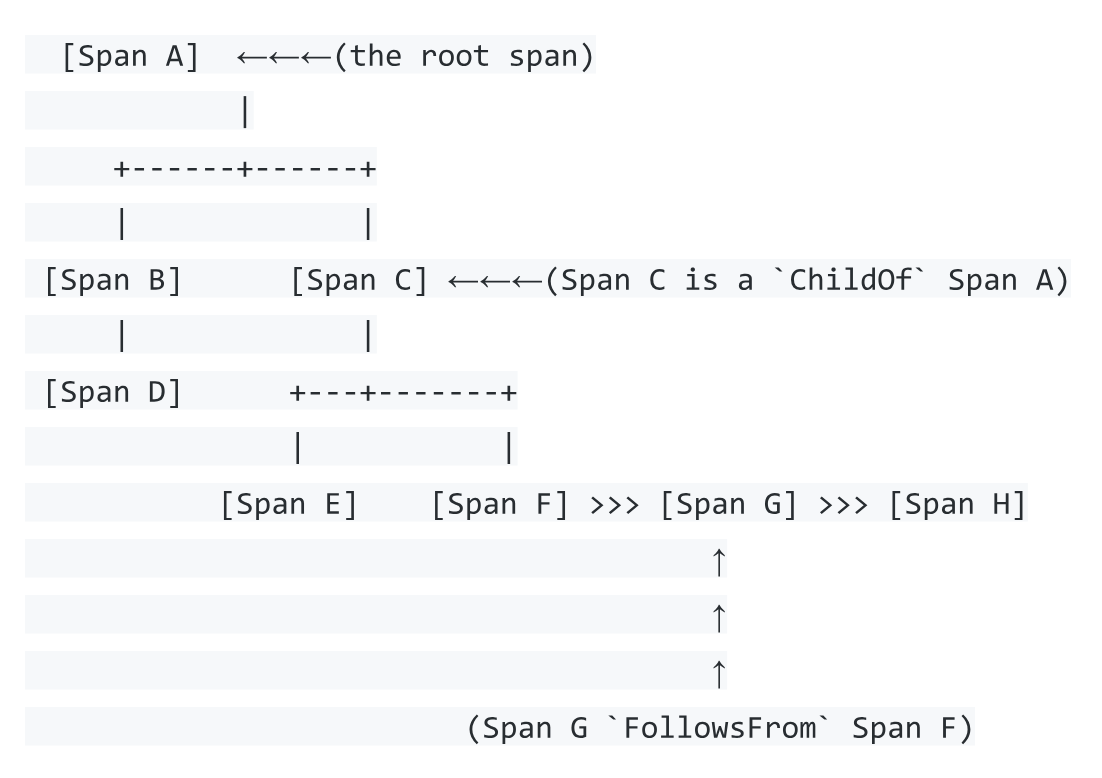 [Span A]  ←←←(the root span)
            |
     +------+------+
     |             |
 [Span B]      [Span C] ←←←(Span C is a `ChildOf` Span A)
     |             |
 [Span D]      +---+-------+
               |           |
           [Span E]    [Span F] >>> [Span G] >>> [Span H]
                                       ↑
                                       ↑
                                       ↑
                         (Span G `FollowsFrom` Span F)